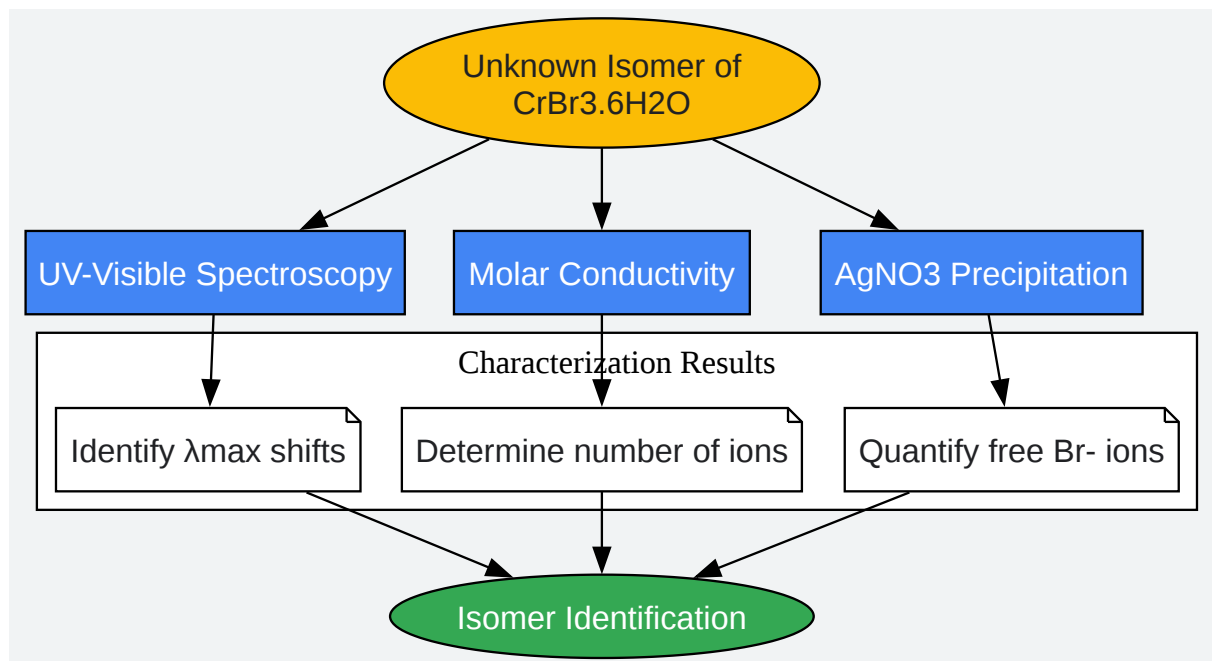 Unknown Isomer of
CrBr3.6H2O
UV-Visible Spectroscopy
Molar Conductivity
AgNO3 Precipitation
Characterization Results
Identify λmax shifts
Determine number of ions
Quantify free Br- ions
Isomer Identification